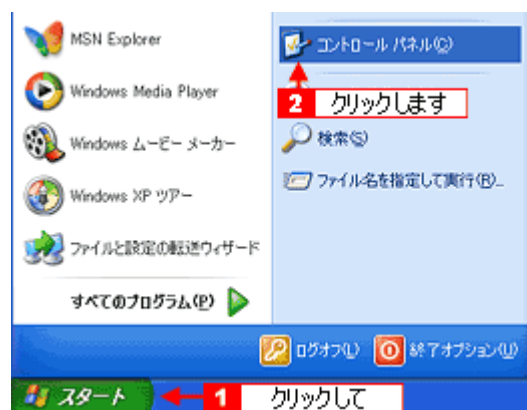 MSN Explorer
Windows Media Player
Windows ムービー メーカー
Windows XP ツアー
ファイルと設定の転送ウィザード
すべてのプログラム(P)
コントロール パネル(C)
2 クリックします
検索(S)
ファイル名を指定して実行(R)...
ログオフ(L)
終了オプション(U)
スタート
1 クリックして